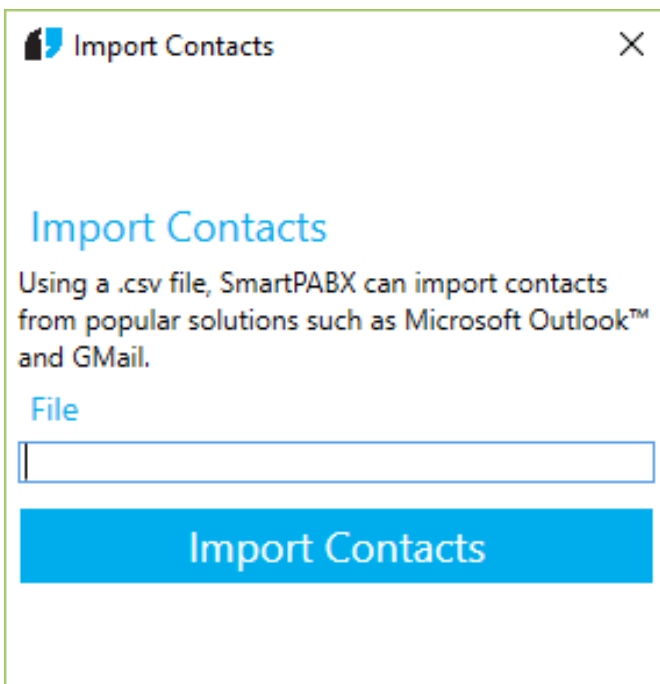 Import Contacts
Import Contacts
Using a .csv file, SmartPABX can import contacts
from popular solutions such as Microsoft Outlook™
and GMail.
File
Import Contacts